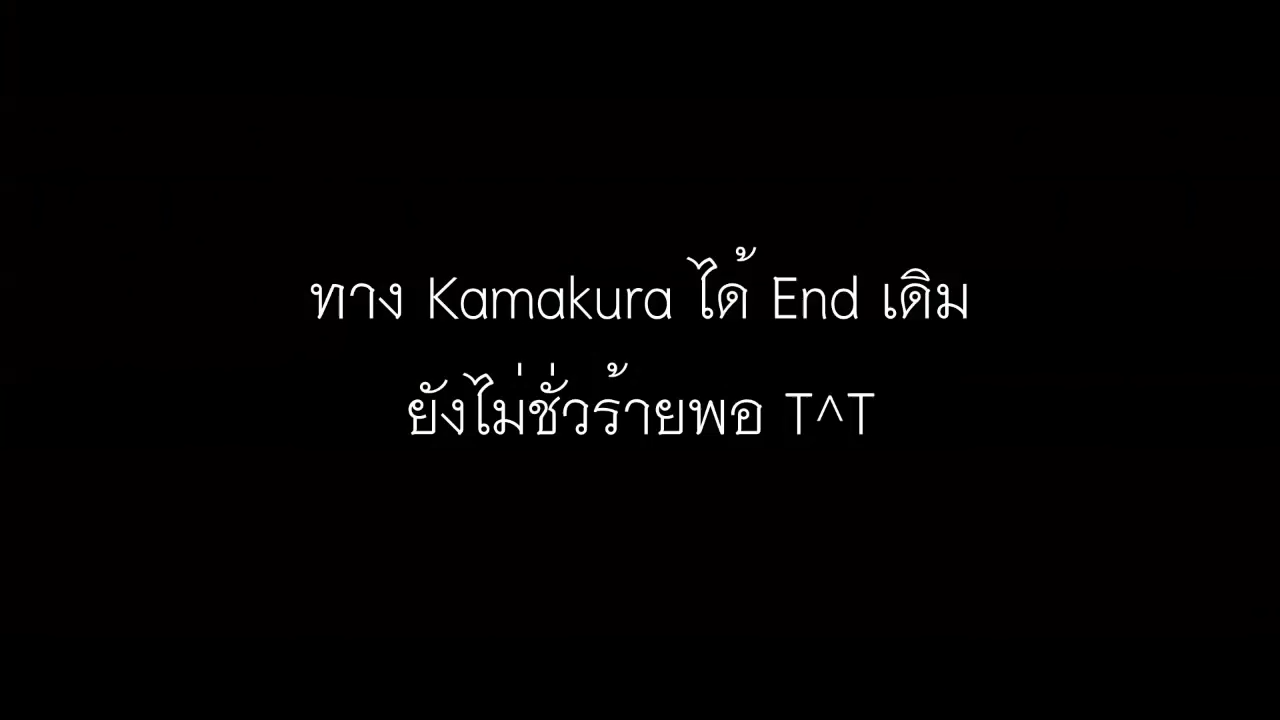 ทาง Kamakura ได้ End เดิม
ยังไม่ชั่วร้ายพอ T^T